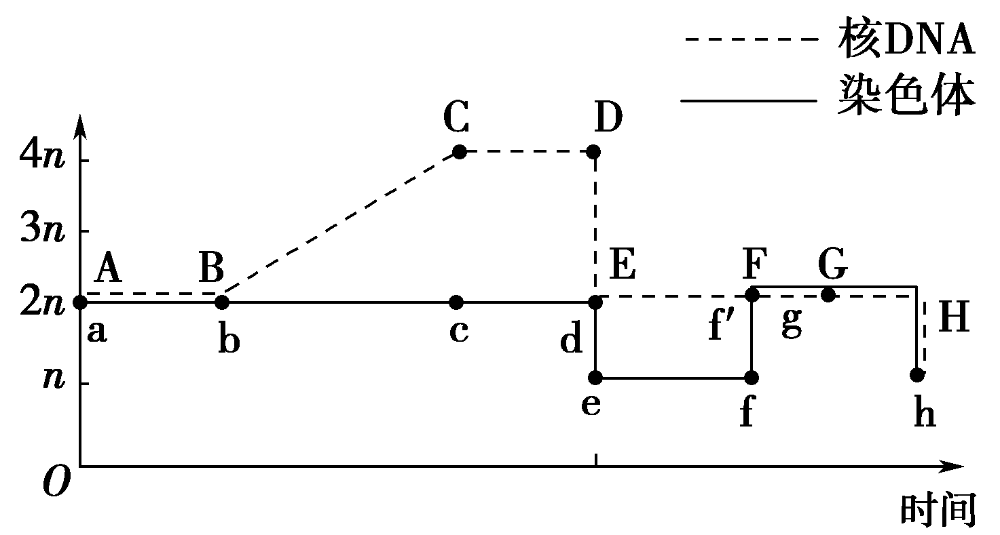 核DNA
染色体
C D
4n
3n
A B E F G
2n
a b c d f′ g H
n
e f h
O
时间